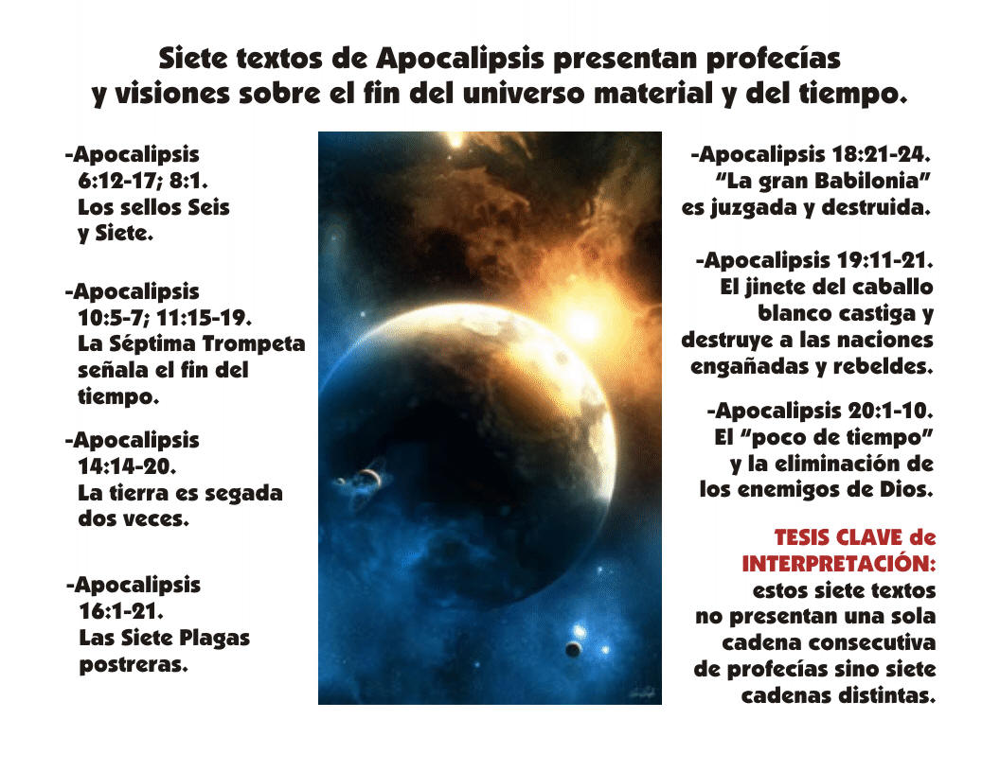 Siete textos de Apocalipsis presentan profecías
y visiones sobre el fin del universo material y del tiempo.
-Apocalipsis
6:12-17; 8:1.
Los sellos Seis
y Siete.
-Apocalipsis
10:5-7; 11:15-19.
La Séptima Trompeta
señala el fin del
tiempo.
-Apocalipsis
14:14-20.
La tierra es segada
dos veces.
-Apocalipsis
16:1-21.
Las Siete Plagas
postreras.
-Apocalipsis 18:21-24.
“La gran Babilonia”
es juzgada y destruida.
-Apocalipsis 19:11-21.
El jinete del caballo
blanco castiga y
destruye a las naciones
engañadas y rebeldes.
-Apocalipsis 20:1-10.
El “poco de tiempo”
y la eliminación de
los enemigos de Dios.
TESIS CLAVE de
INTERPRETACIÓN:
estos siete textos
no presentan una sola
cadena consecutiva
de profecías sino siete
cadenas distintas.